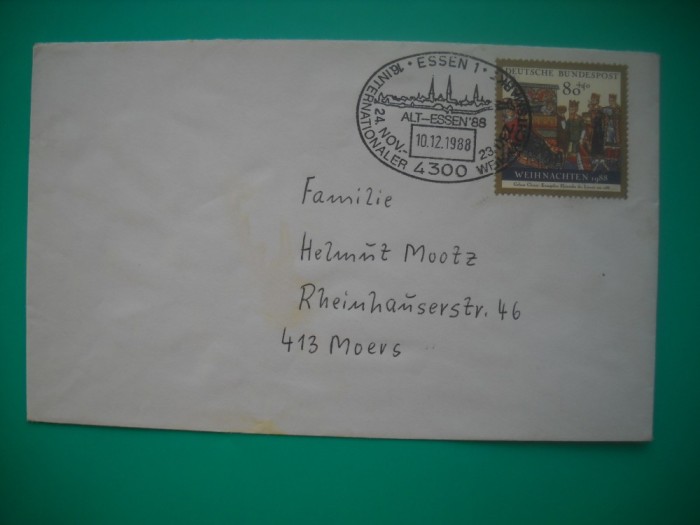 ESSEN 1
18. INTERNATIONALER
ALT-ESSEN '88
24. NOV.-
10.12.1988
4300
DEUTSCHE BUNDESPOST
80+40
WEIHNACHTEN 1988
Familie
Helmut Mootz
Rheinhauserstr. 46
413 Moers